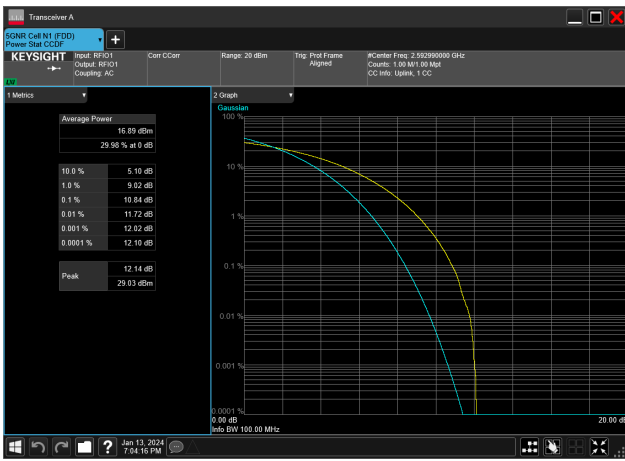 Transceiver A
5GNR Cell N1 (FDD)
Power Stat CCDF
KEYSIGHT
Input: RFIO1
Output: RFIO1
Coupling: AC
Corr CCorr
Range: 20 dBm
Trig: Prot Frame
Aligned
#Center Freq: 2.592990000 GHz
Counts: 1.00 M/1.00 Mpt
CC Info: Uplink, 1 CC
1 Metrics
Average Power
16.89 dBm
29.98 % at 0 dB
10.0 % 5.10 dB
1.0 % 9.02 dB
0.1 % 10.84 dB
0.01 % 11.72 dB
0.001 % 12.02 dB
0.0001 % 12.10 dB
Peak
12.14 dB
29.03 dBm
2 Graph
Gaussian
100 %
10 %
1 %
0.1 %
0.01 %
0.001 %
0.0001 %
0.00 dB
20.00 dB
Info BW 100.00 MHz
Jan 13, 2024
7:04:16 PM